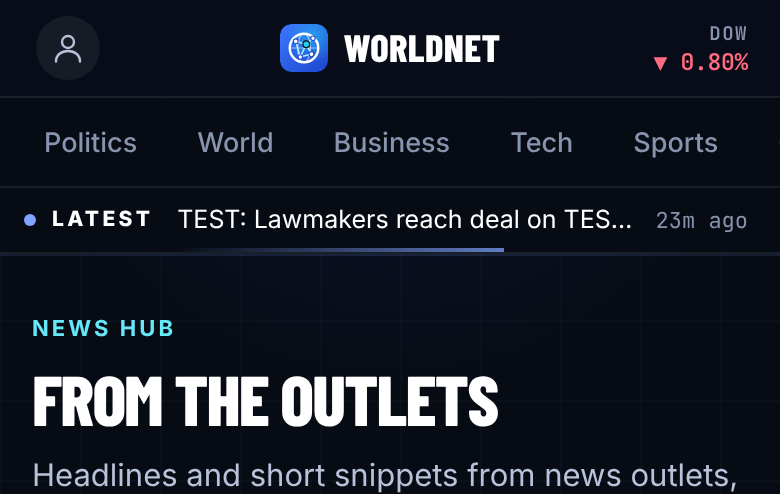 WORLDNET
DOW
▼ 0.80%
Politics World Business Tech Sports
LATEST TEST: Lawmakers reach deal on TES... 23m ago
NEWS HUB
FROM THE OUTLETS
Headlines and short snippets from news outlets,